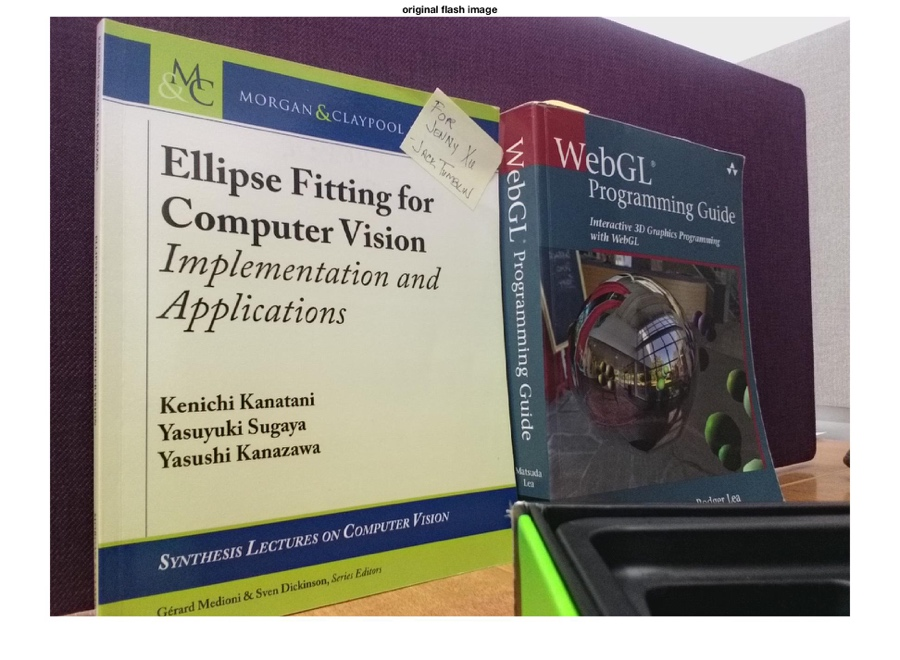 original flash image
M&C
MORGAN&CLAYPOOL
Ellipse Fitting for
Computer Vision
Implementation and
Applications
Kenichi Kanatani
Yasuyuki Sugaya
Yasushi Kanazawa
SYNTHESIS LECTURES ON COMPUTER VISION
Gérard Medioni & Sven Dickinson, Series Editors
FOR
JONNY XU
-JACK TUMBLIN
WebGL® Programming Guide
Matsuda
Lea
WebGL®
Programming Guide
Interactive 3D Graphics Programming
with WebGL
Rodger Lea